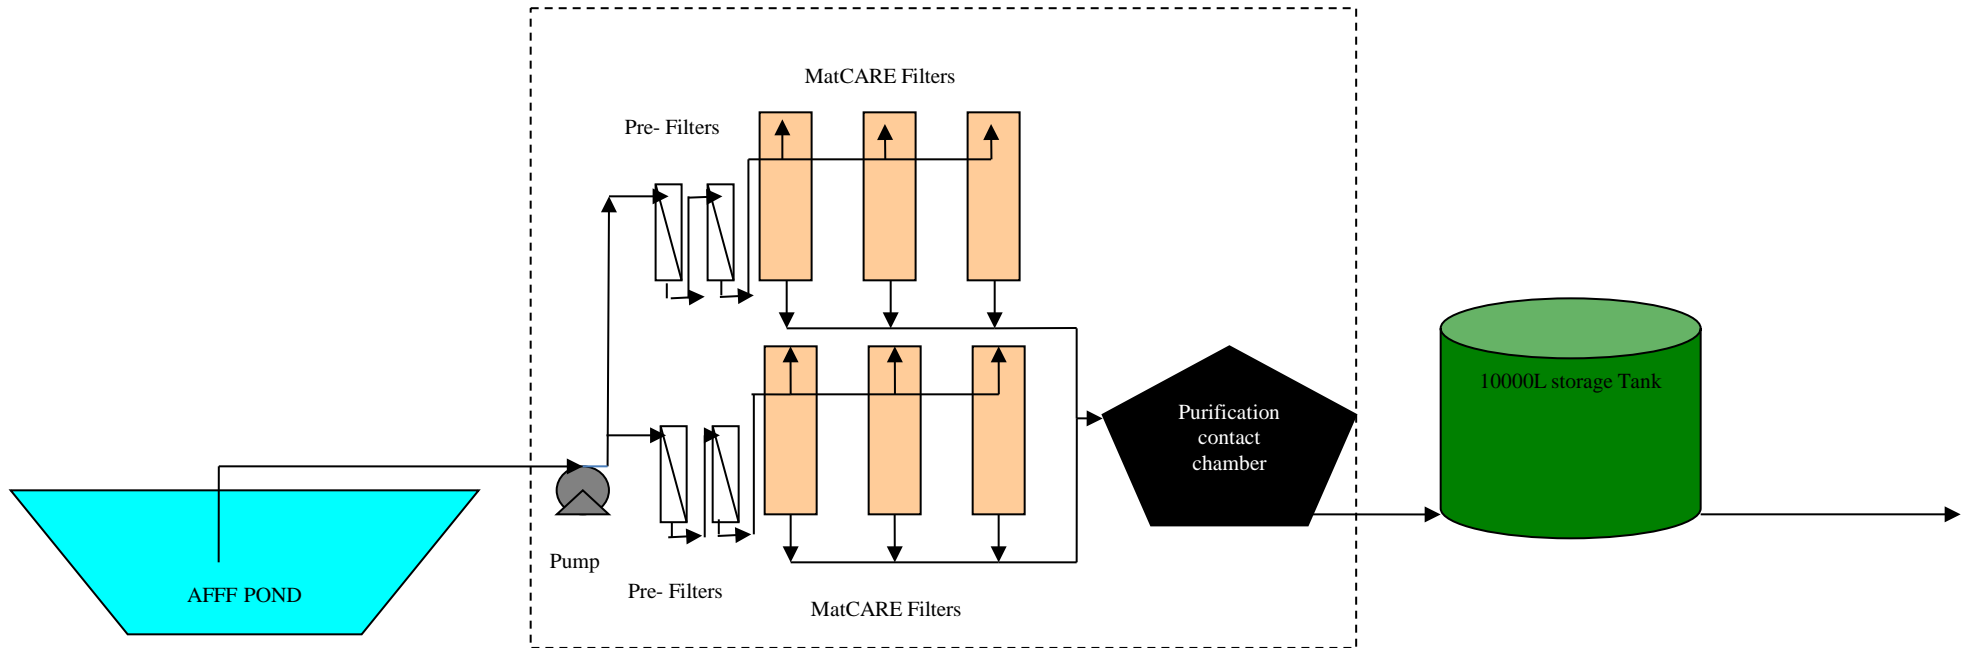 MatCARE Filters
Pre- Filters
10000L storage Tank
Purification
contact
chamber
Pump
AFFF POND
Pre- Filters
MatCARE Filters